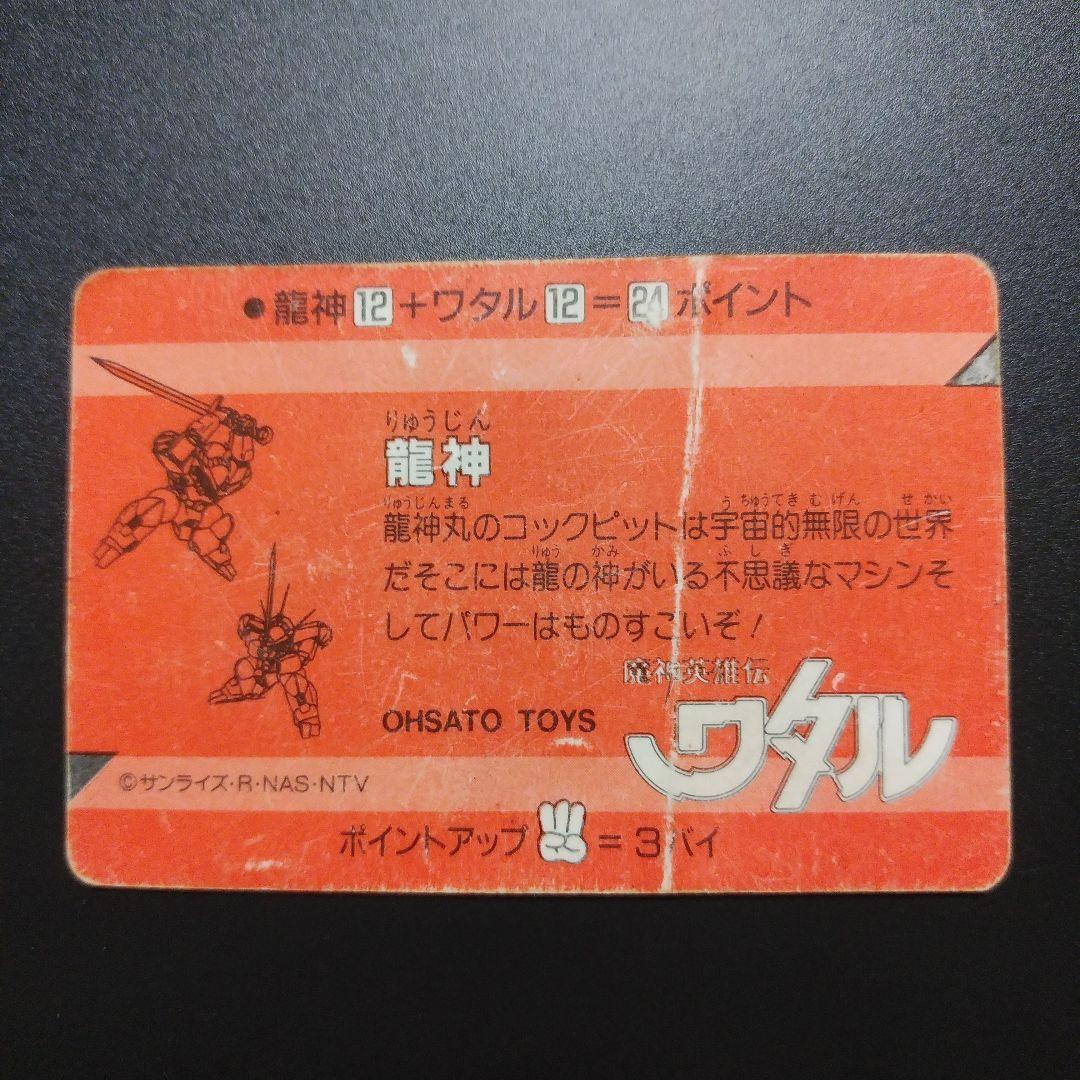 ●龍神12+ワタル12=24ポイント
りゅうじん
龍神
りゅうじんまる うちゅうてき むげん せかい
龍神丸のコックピットは宇宙的無限の世界
りゅう かみ ふしぎ
だそこには龍の神がいる不思議なマシンそ
してパワーはものすごいぞ!
魔神英雄伝
ワタル
OHSATO TOYS
©サンライズ・R・NAS・NTV
ポイントアップ=3バイ